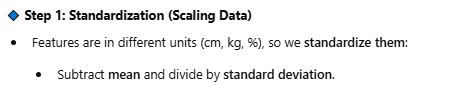 🔷 Step 1: Standardization (Scaling Data)
• Features are in different units (cm, kg, %), so we standardize them:
• Subtract mean and divide by standard deviation.